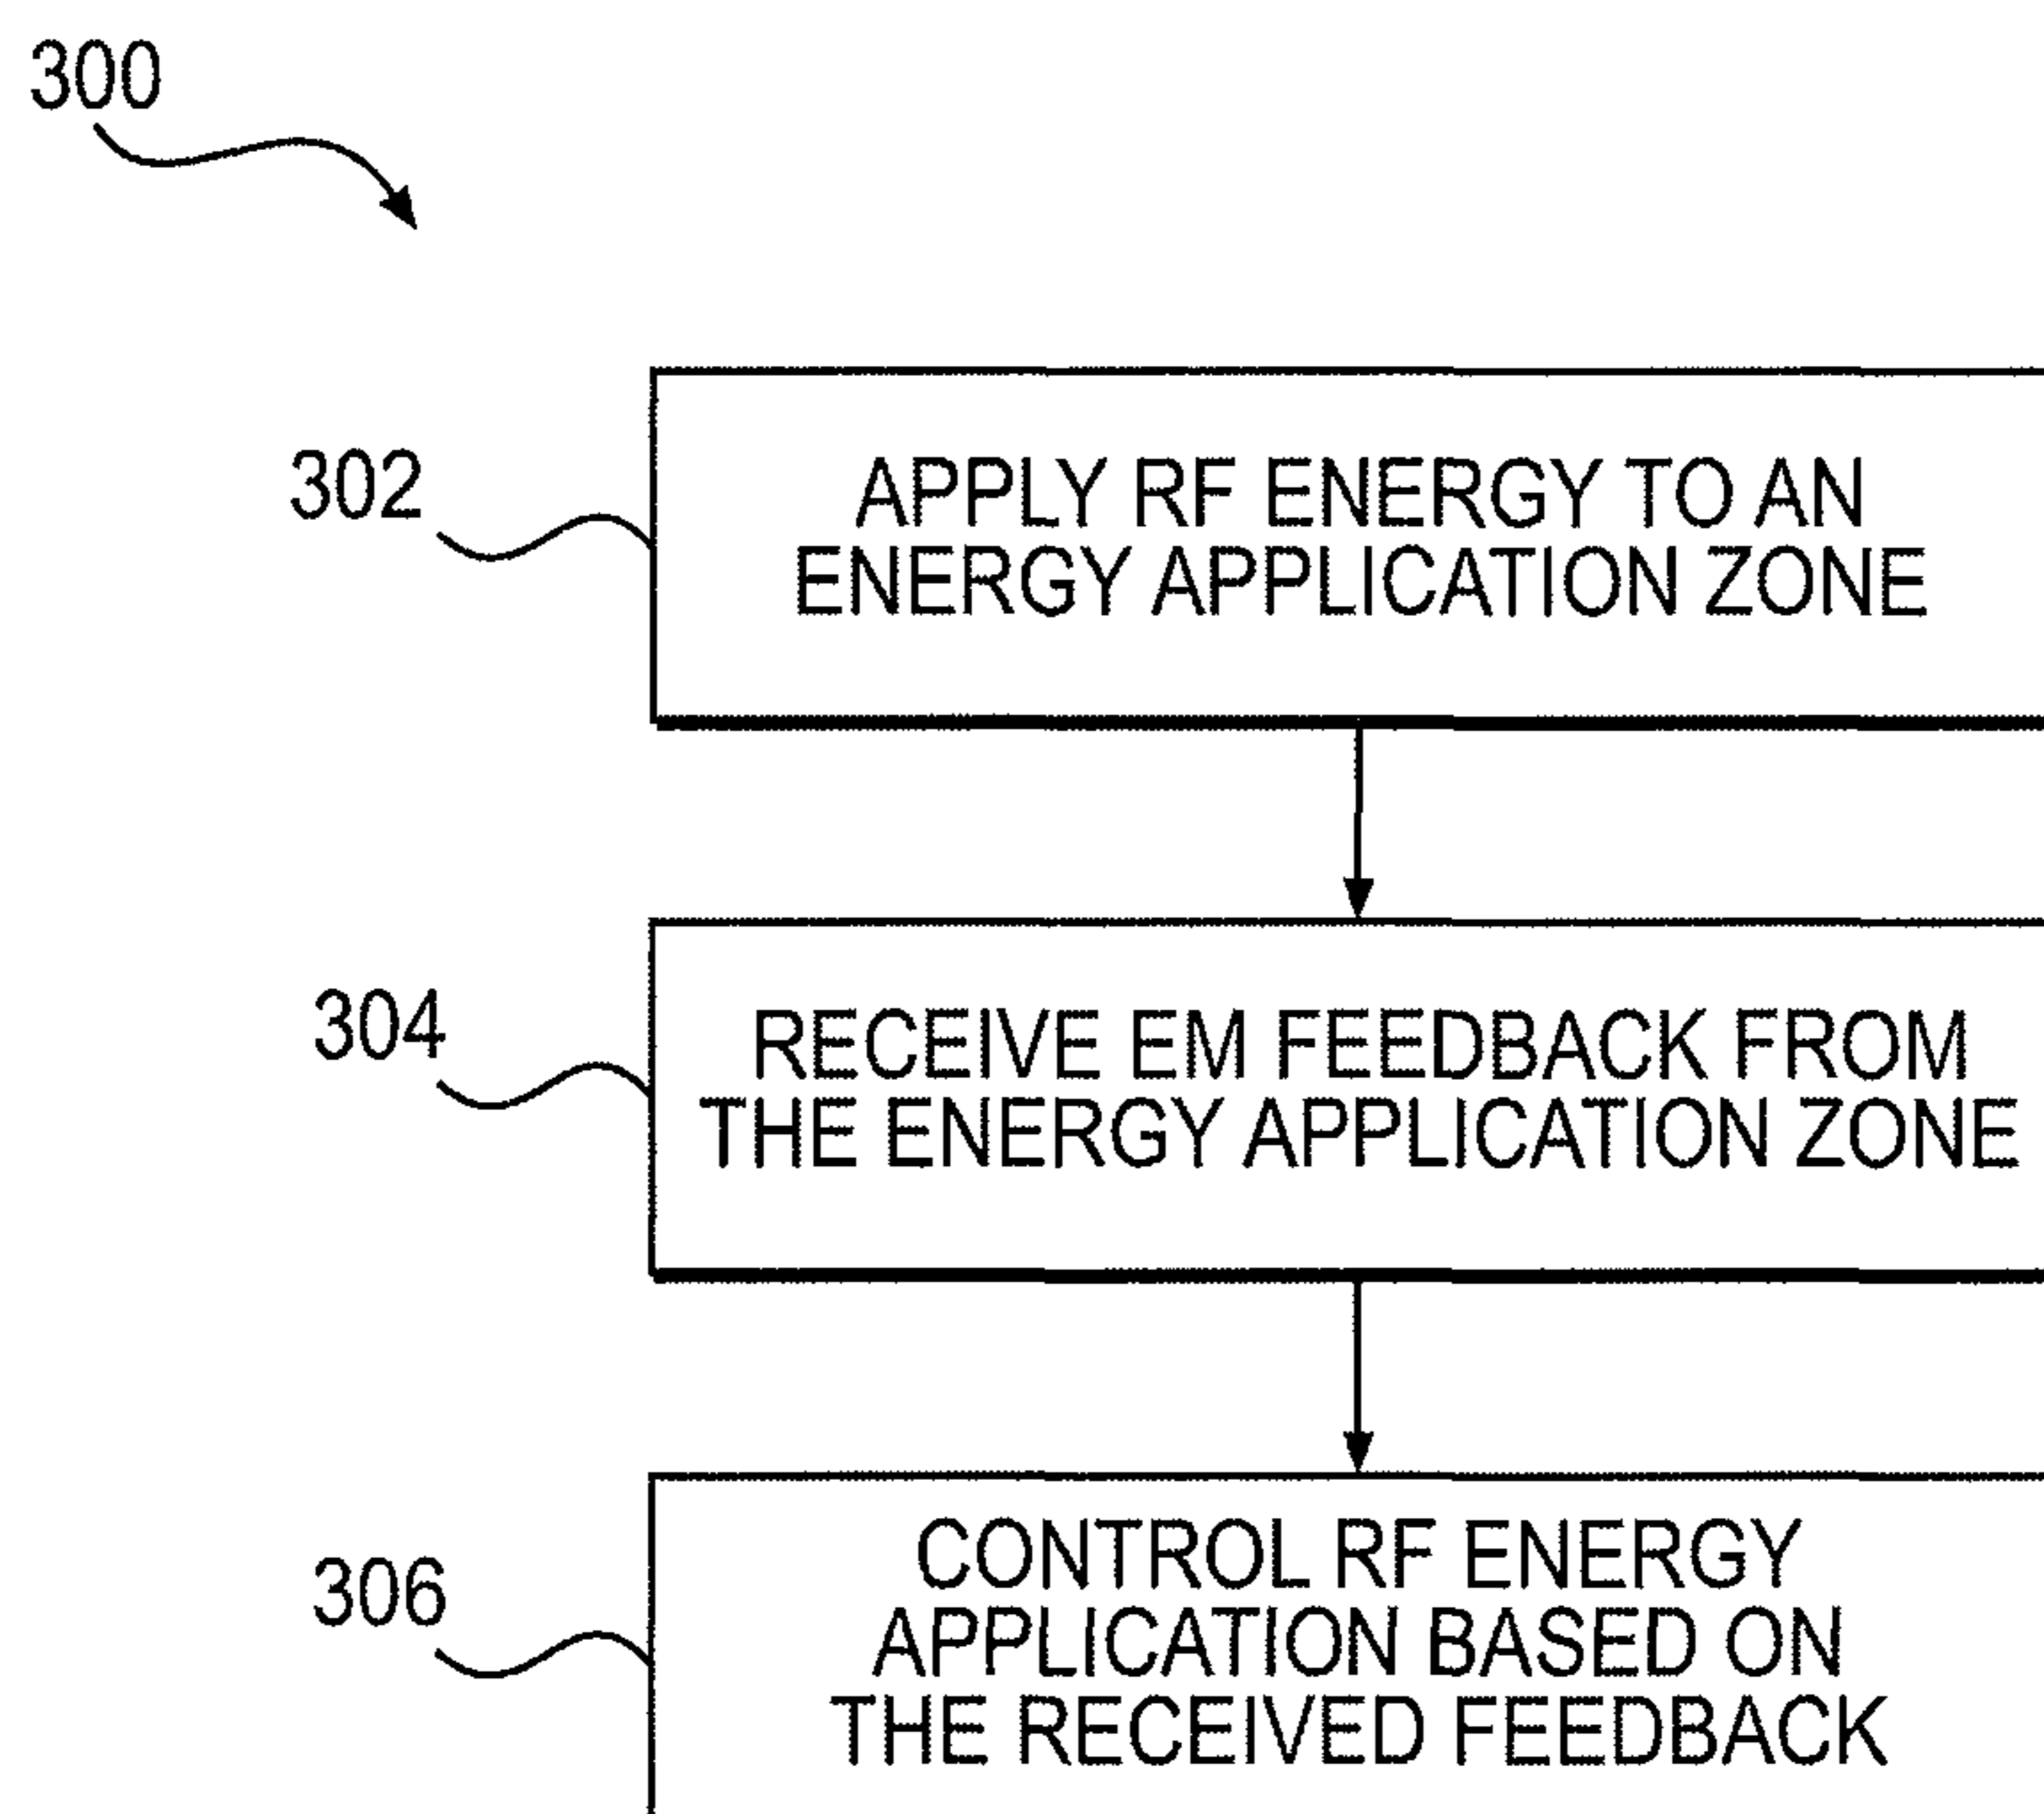 300
302
APPLY RF ENERGY TO AN
ENERGY APPLICATION ZONE
304
RECEIVE EM FEEDBACK FROM
THE ENERGY APPLICATION ZONE
306
CONTROL RF ENERGY
APPLICATION BASED ON
THE RECEIVED FEEDBACK